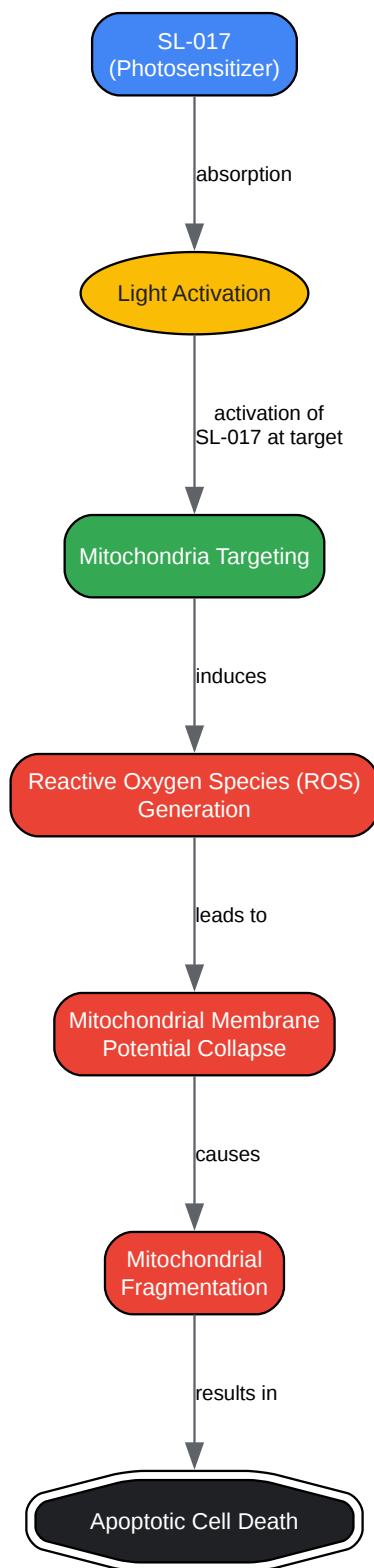 SL-017
(Photosensitizer)
absorption
Light Activation
activation of
SL-017 at target
Mitochondria Targeting
induces
Reactive Oxygen Species (ROS)
Generation
leads to
Mitochondrial Membrane
Potential Collapse
causes
Mitochondrial
Fragmentation
results in
Apoptotic Cell Death